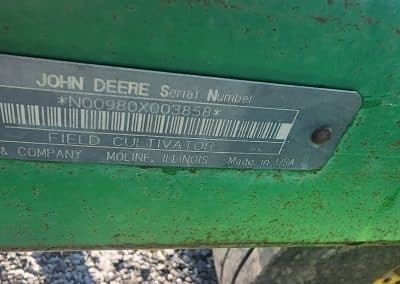 JOHN DEERE Serial Number
*N00980X003858*
FIELD CULTIVATOR
& COMPANY MOLINE, ILLINOIS Made in USA